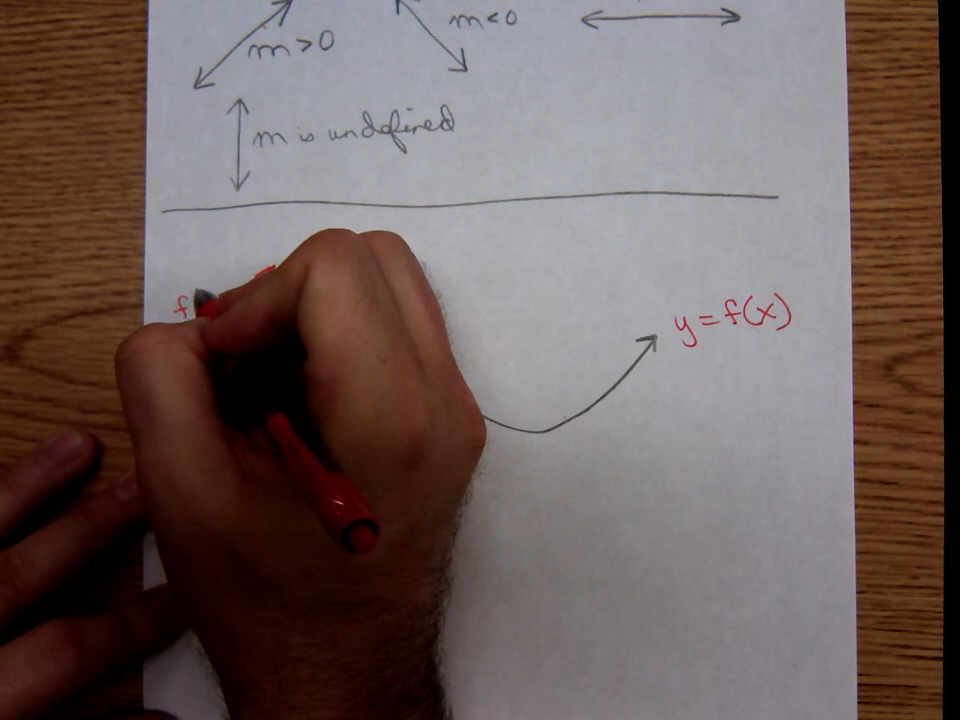 m > 0
m < 0
m is undefined
f
y = f(x)